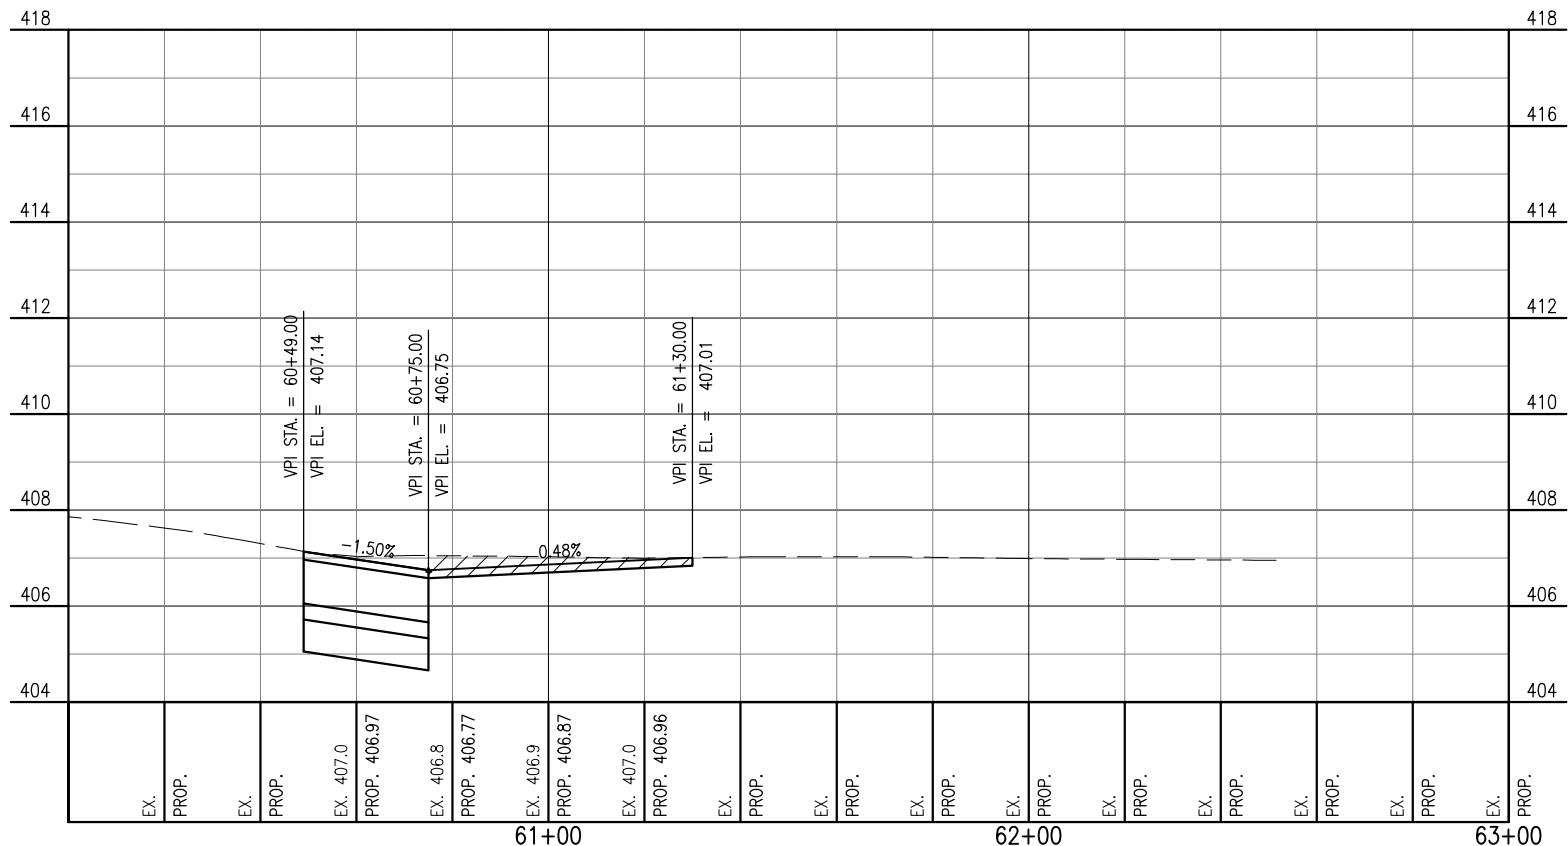 418
418
416
416
414
414
412
412
410
410
408
408
406
406
404
404
VPI STA. = 60+49.00
VPI EL. = 407.14
VPI STA. = 60+75.00
VPI EL. = 406.75
VPI STA. = 61+30.00
VPI EL. = 407.01
-1.50%
0.48%
EX.
PROP.
EX.
PROP.
EX. 407.0
PROP. 406.97
EX. 406.8
PROP. 406.77
EX. 406.9
PROP. 406.87
EX. 407.0
PROP. 406.96
EX.
PROP.
EX.
PROP.
EX.
PROP.
EX.
PROP.
EX.
PROP.
EX.
PROP.
EX.
PROP.
EX.
PROP.
EX.
PROP.
61+00
62+00
63+00